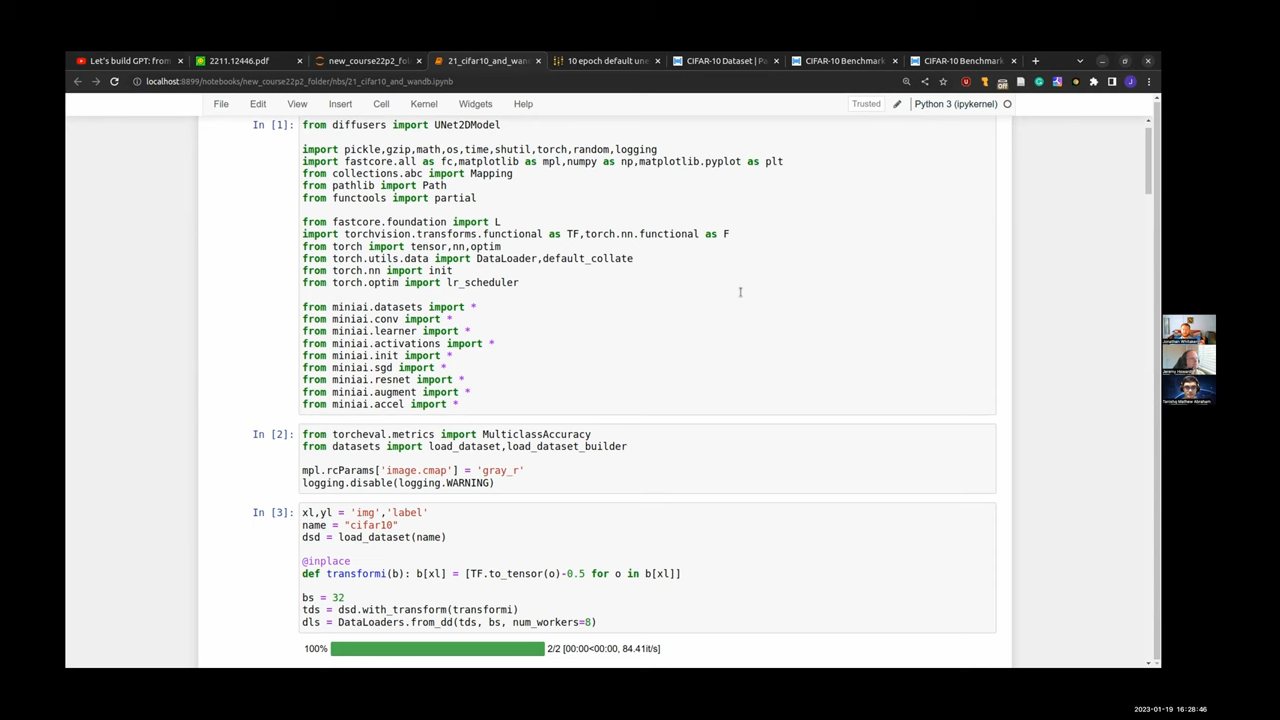 Let's build GPT: from
2211.12446.pdf
new_course22p2_fol
21_cifar10_and_wan
10 epoch default une
CIFAR-10 Dataset | Pa
CIFAR-10 Benchmark
CIFAR-10 Benchmark
localhost:8899/notebooks/new_course22p2_folder/nbs/21_cifar10_and_wandb.ipynb
File Edit View Insert Cell Kernel Widgets Help Trusted Python 3 (ipykernel)
In [1]: from diffusers import UNet2DModel
import pickle,gzip,math,os,time,shutil,torch,random,logging
import fastcore.all as fc,matplotlib as mpl,numpy as np,matplotlib.pyplot as plt
from collections.abc import Mapping
from pathlib import Path
from functools import partial
from fastcore.foundation import L
import torchvision.transforms.functional as TF,torch.nn.functional as F
from torch import tensor,nn,optim
from torch.utils.data import DataLoader,default_collate
from torch.nn import init
from torch.optim import lr_scheduler
from miniai.datasets import *
from miniai.conv import *
from miniai.learner import *
from miniai.activations import *
from miniai.init import *
from miniai.sgd import *
from miniai.resnet import *
from miniai.augment import *
from miniai.accel import *
In [2]: from torcheval.metrics import MulticlassAccuracy
from datasets import load_dataset,load_dataset_builder
mpl.rcParams['image.cmap'] = 'gray_r'
logging.disable(logging.WARNING)
In [3]: xl,yl = 'img','label'
name = "cifar10"
dsd = load_dataset(name)
@inplace
def transformi(b): b[xl] = [TF.to_tensor(o)-0.5 for o in b[xl]]
bs = 32
tds = dsd.with_transform(transformi)
dls = DataLoaders.from_dd(tds, bs, num_workers=8)
100% 2/2 [00:00<00:00, 84.41it/s]
Jonathan Whitaker
Jeremy Howard
Tanishq Mathew Abraham
2023-01-19 16:28:46